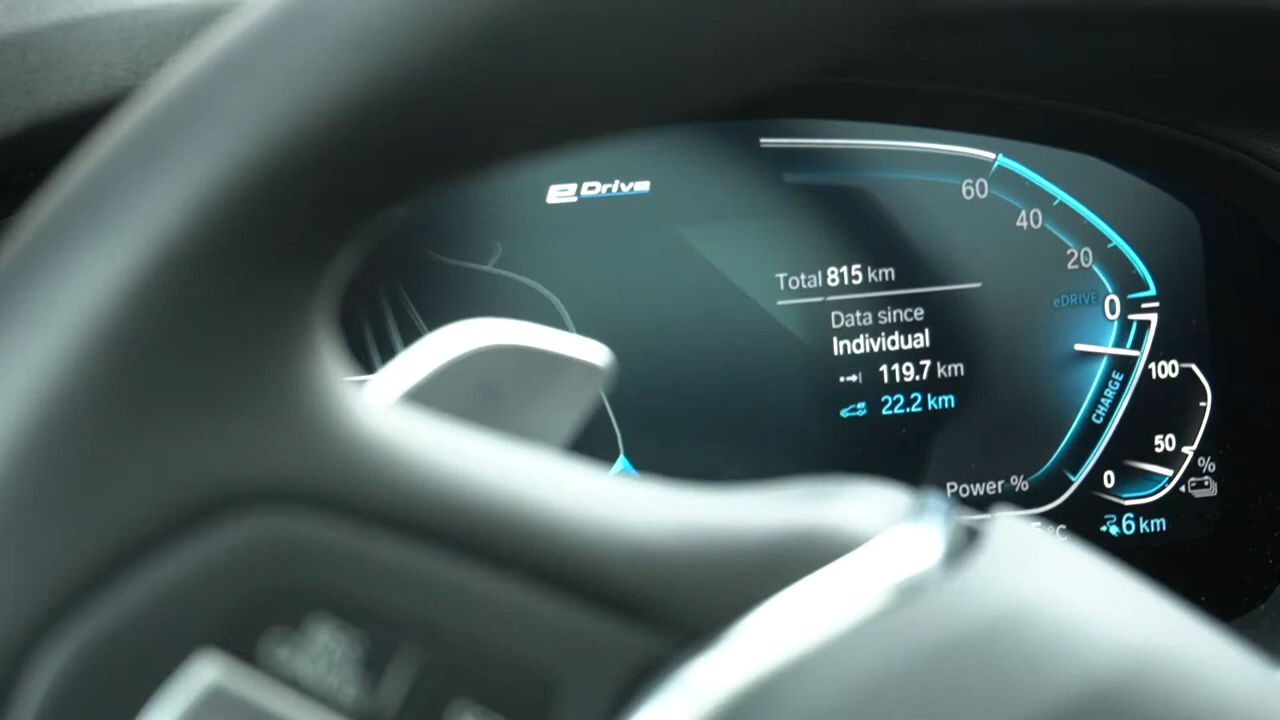 eDrive
60
40
Total 815 km
20
eDRIVE 0
Data since
Individual
119.7 km
100
CHARGE
22.2 km
50
%
0
Power %
°C
6 km